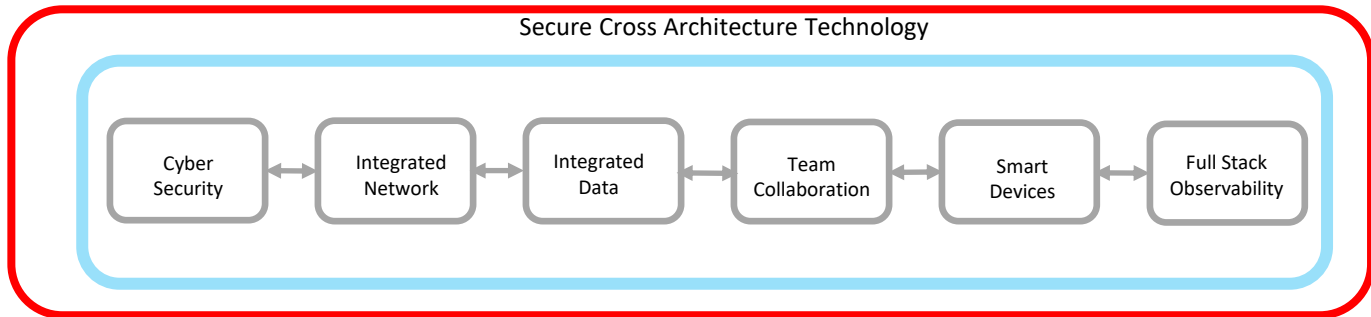 Secure Cross Architecture Technology
Cyber
Security
Integrated
Network
Integrated
Data
Team
Collaboration
Smart
Devices
Full Stack
Observability